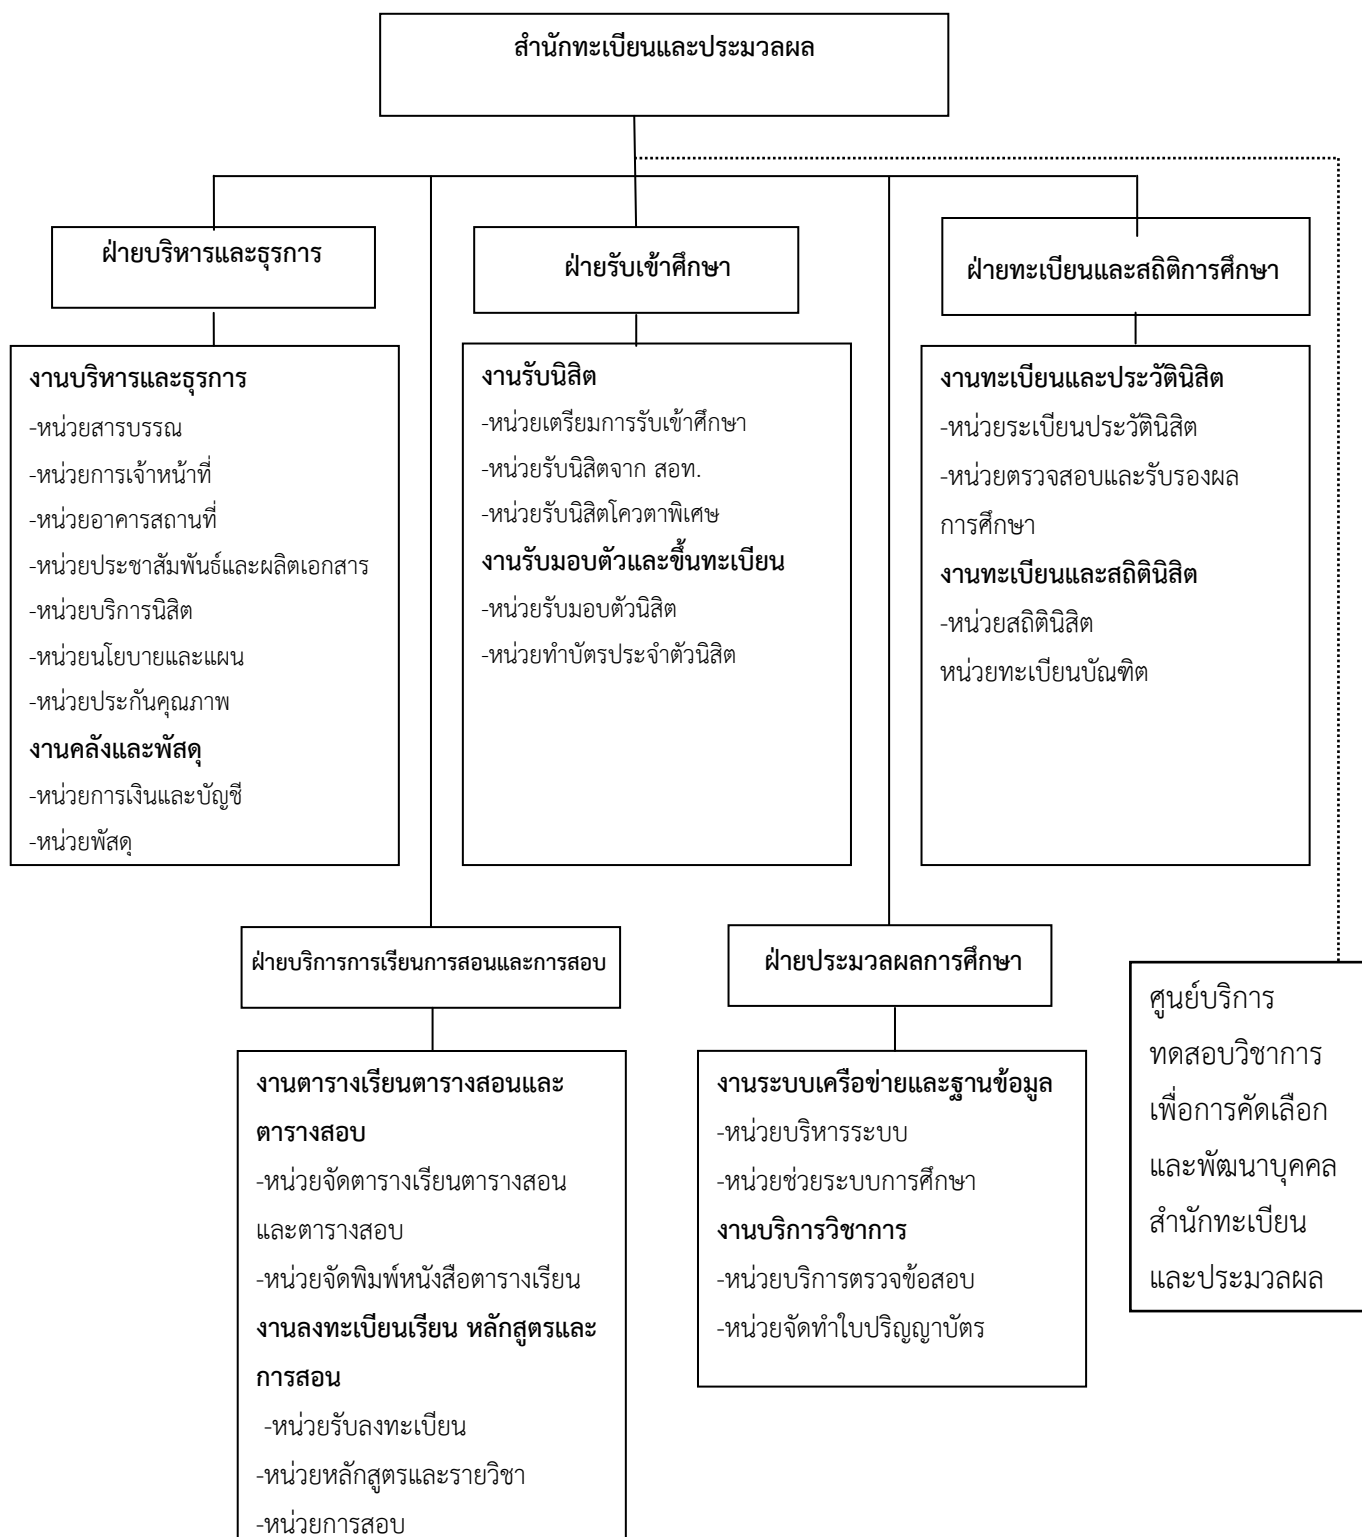 สำนักทะเบียนและประมวลผล
ฝ่ายบริหารและธุรการ
ฝ่ายรับเข้าศึกษา
ฝ่ายทะเบียนและสถิติการศึกษา
งานบริหารและธุรการ
-หน่วยสารบรรณ
-หน่วยการเจ้าหน้าที่
-หน่วยอาคารสถานที่
-หน่วยประชาสัมพันธ์และผลิตเอกสาร
-หน่วยบริการนิสิต
-หน่วยนโยบายและแผน
-หน่วยประกันคุณภาพ
งานคลังและพัสดุ
-หน่วยการเงินและบัญชี
-หน่วยพัสดุ
งานรับนิสิต
-หน่วยเตรียมการรับเข้าศึกษา
-หน่วยรับนิสิตจาก สอท.
-หน่วยรับนิสิตโควตาพิเศษ
งานรับมอบตัวและขึ้นทะเบียน
-หน่วยรับมอบตัวนิสิต
-หน่วยทำบัตรประจำตัวนิสิต
งานทะเบียนและประวัตินิสิต
-หน่วยระเบียนประวัตินิสิต
-หน่วยตรวจสอบและรับรองผล
การศึกษา
งานทะเบียนและสถิตินิสิต
-หน่วยสถิตินิสิต
หน่วยทะเบียนบัณฑิต
ฝ่ายบริการการเรียนการสอนและการสอบ
ฝ่ายประมวลผลการศึกษา
งานตารางเรียนตารางสอนและ
ตารางสอบ
-หน่วยจัดตารางเรียนตารางสอน
และตารางสอบ
-หน่วยจัดพิมพ์หนังสือตารางเรียน
งานลงทะเบียนเรียน หลักสูตรและ
การสอน
-หน่วยรับลงทะเบียน
-หน่วยหลักสูตรและรายวิชา
-หน่วยการสอบ
งานระบบเครือข่ายและฐานข้อมูล
-หน่วยบริหารระบบ
-หน่วยช่วยระบบการศึกษา
งานบริการวิชาการ
-หน่วยบริการตรวจข้อสอบ
-หน่วยจัดทำใบปริญญาบัตร
ศูนย์บริการ
ทดสอบวิชาการ
เพื่อการคัดเลือก
และพัฒนาบุคคล
สำนักทะเบียน
และประมวลผล